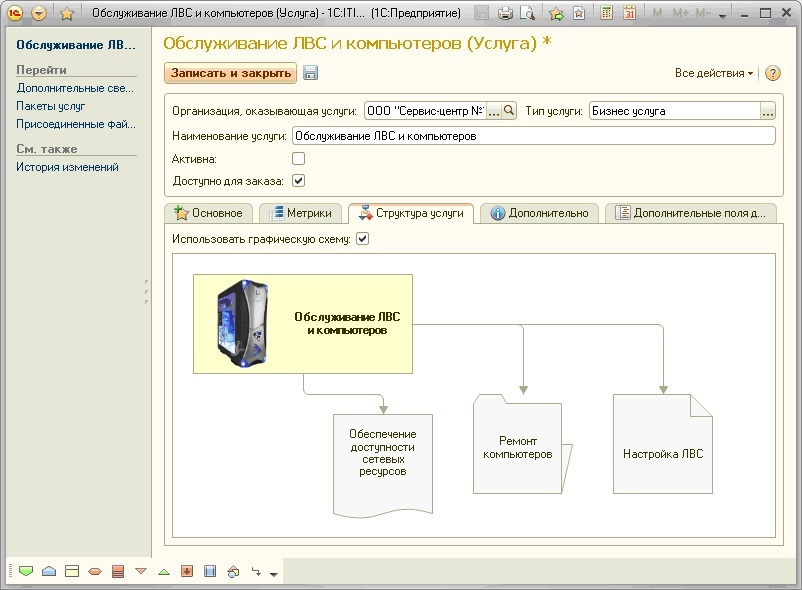 Обслуживание ЛВС и компьютеров (Услуга) - 1С:ITI... (1С:Предприятие)
M M+ M-
Обслуживание ЛВ...
Перейти
Дополнительные све...
Пакеты услуг
Присоединенные фай...
См. также
История изменений
Обслуживание ЛВС и компьютеров (Услуга) *
Записать и закрыть
Все действия
Организация, оказывающая услуги: ООО "Сервис-центр №1 ... Тип услуги: Бизнес услуга ...
Наименование услуги: Обслуживание ЛВС и компьютеров
Активна:
Доступно для заказа:
Основное Метрики Структура услуги Дополнительно Дополнительные поля д...
Использовать графическую схему:
Обслуживание ЛВС
и компьютеров
Обеспечение
доступности
сетевых
ресурсов
Ремонт
компьютеров
Настройка ЛВС